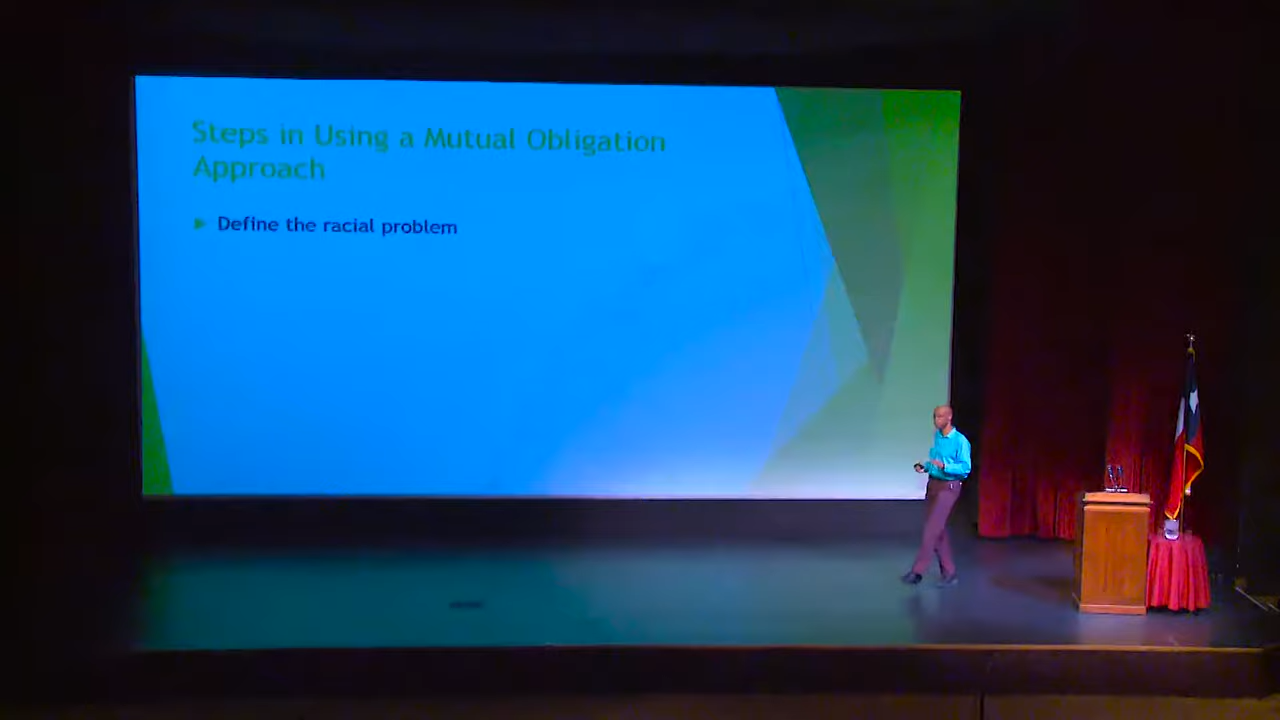 Steps in Using a Mutual Obligation
Approach
Define the racial problem